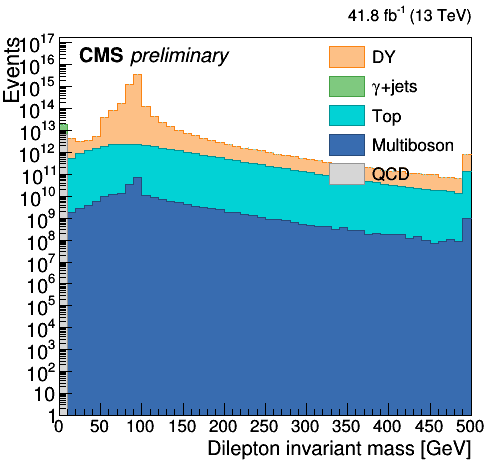 41.8 fb⁻¹ (13 TeV)
Events
CMS preliminary
DY
γ+jets
Top
Multiboson
QCD
10¹⁷
10¹⁶
10¹⁵
10¹⁴
10¹³
10¹²
10¹¹
10¹⁰
10⁹
10⁸
10⁷
10⁶
10⁵
10⁴
10³
10²
10
1
0 50 100 150 200 250 300 350 400 450 500
Dilepton invariant mass [GeV]